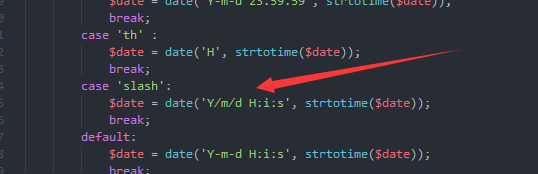 $date = date('Y-m-d 23:59:59', strtotime($date));
break;
case 'th' :
$date = date('H', strtotime($date));
break;
case 'slash':
$date = date('Y/m/d H:i:s', strtotime($date));
break;
default:
$date = date('Y-m-d H:i:s', strtotime($date));
break;